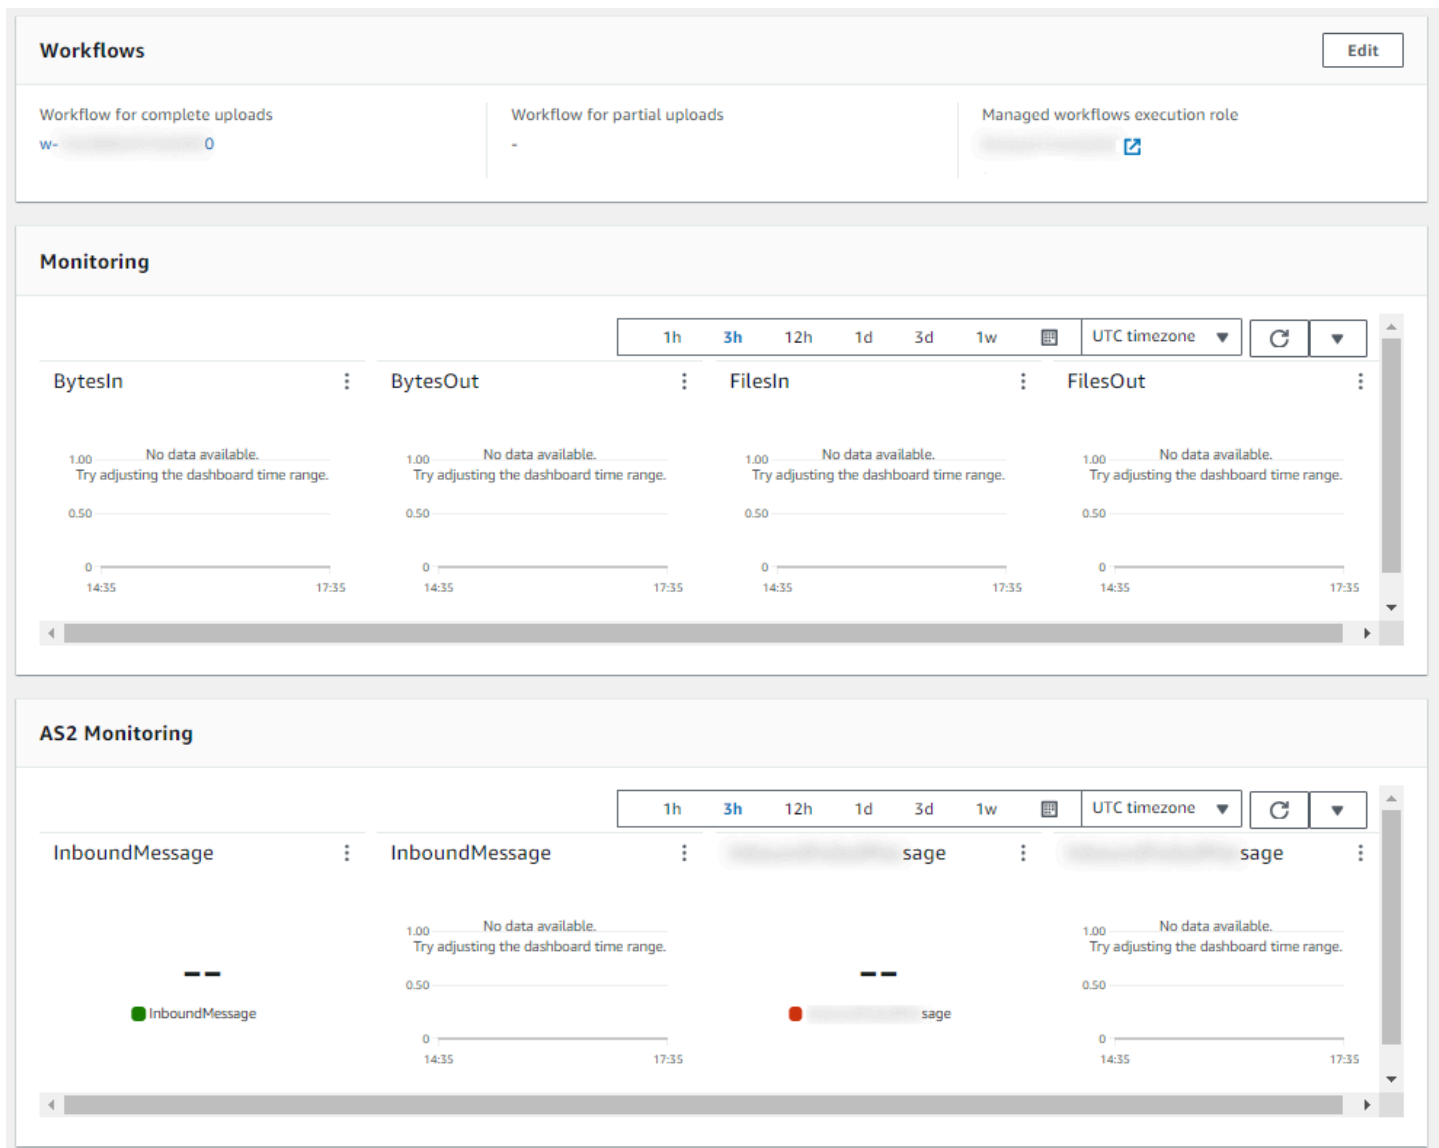 Workflows
Edit
Workflow for complete uploads
Workflow for partial uploads
Managed workflows execution role
w- 0
-
Monitoring
1h 3h 12h 1d 3d 1w UTC timezone
BytesIn
BytesOut
FilesIn
FilesOut
1.00 No data available.
Try adjusting the dashboard time range.
0.50
0
14:35 17:35
1.00 No data available.
Try adjusting the dashboard time range.
0.50
0
14:35 17:35
1.00 No data available.
Try adjusting the dashboard time range.
0.50
0
14:35 17:35
1.00 No data available.
Try adjusting the dashboard time range.
0.50
0
14:35 17:35
AS2 Monitoring
1h 3h 12h 1d 3d 1w UTC timezone
InboundMessage
InboundMessage
sage
sage
--
InboundMessage
1.00 No data available.
Try adjusting the dashboard time range.
0.50
0
14:35 17:35
--
sage
1.00 No data available.
Try adjusting the dashboard time range.
0.50
0
14:35 17:35